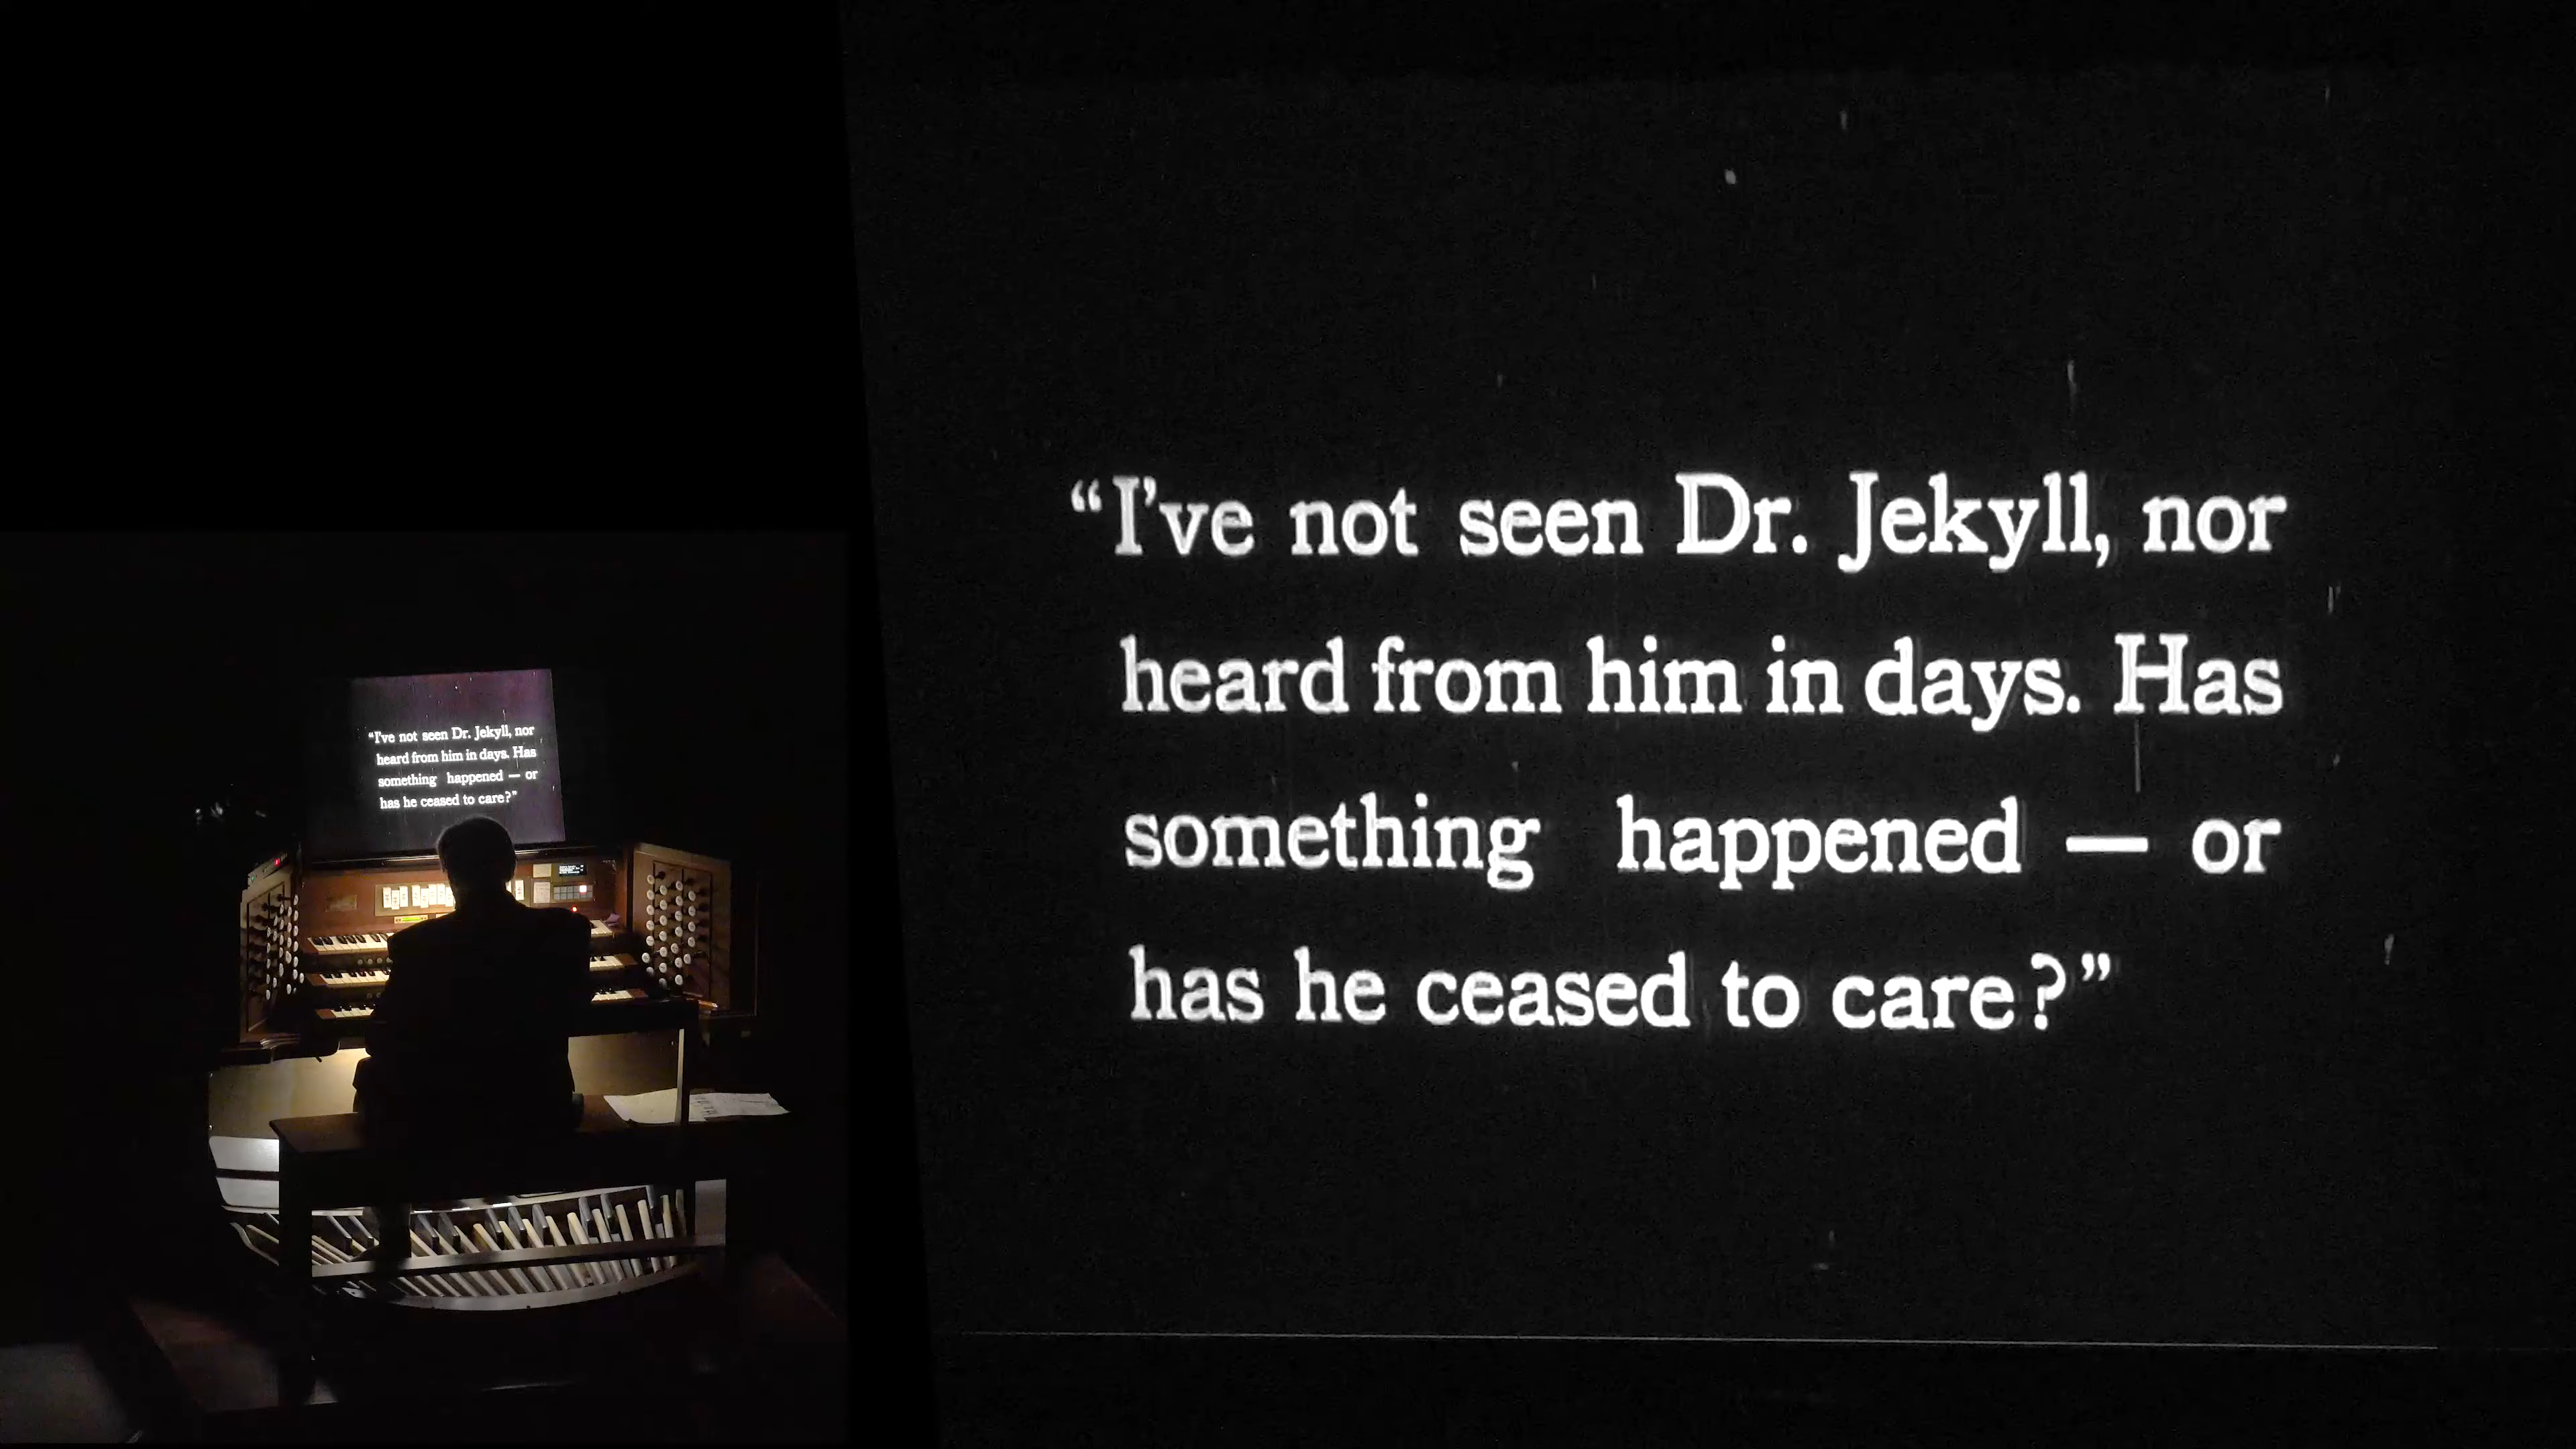 “I've not seen Dr. Jekyll, nor
heard from him in days. Has
something happened — or
has he ceased to care?”
“I've not seen Dr. Jekyll, nor
heard from him in days. Has
something happened — or
has he ceased to care?”